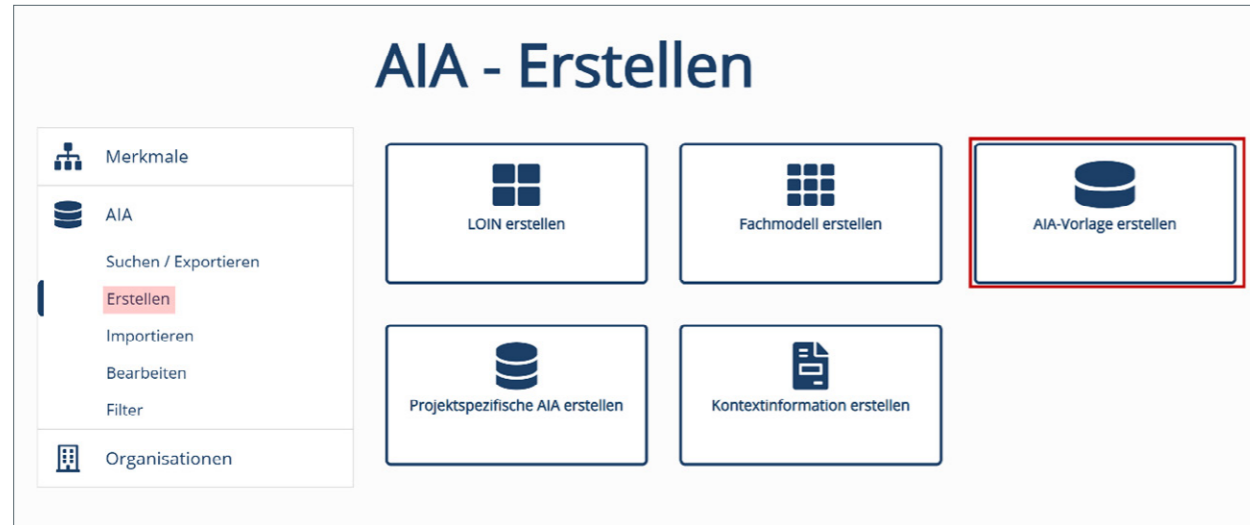 AIA - Erstellen
Merkmale
AIA
Suchen / Exportieren
Erstellen
Importieren
Bearbeiten
Filter
Organisationen
LOIN erstellen
Fachmodell erstellen
AIA-Vorlage erstellen
Projektspezifische AIA erstellen
Kontextinformation erstellen